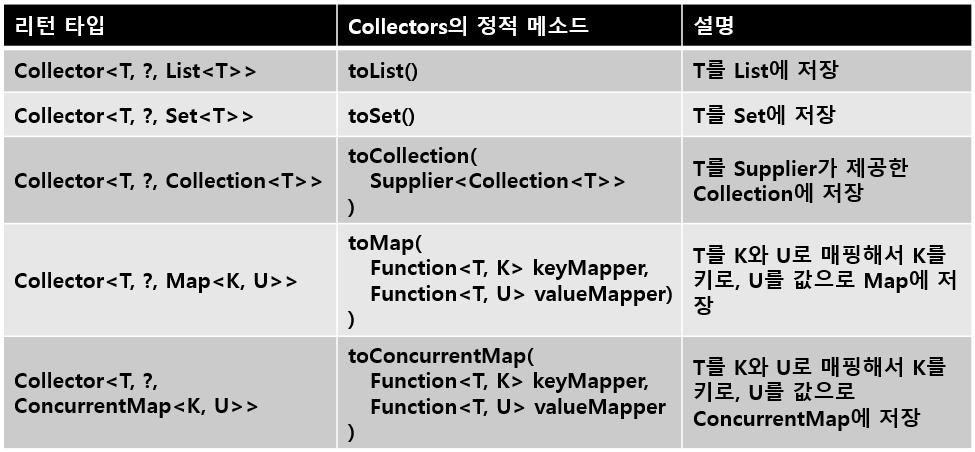 리턴 타입
Collectors의 정적 메소드
설명
Collector<T, ?, List<T>>
toList()
T를 List에 저장
Collector<T, ?, Set<T>>
toSet()
T를 Set에 저장
Collector<T, ?, Collection<T>>
toCollection(
Supplier<Collection<T>>
)
T를 Supplier가 제공한
Collection에 저장
Collector<T, ?, Map<K, U>>
toMap(
Function<T, K> keyMapper,
Function<T, U> valueMapper)
)
T를 K와 U로 매핑해서 K를
키로, U를 값으로 Map에 저
장
Collector<T, ?,
ConcurrentMap<K, U>>
toConcurrentMap(
Function<T, K> keyMapper,
Function<T, U> valueMapper
)
T를 K와 U로 매핑해서 K를
키로, U를 값으로
ConcurrentMap에 저장